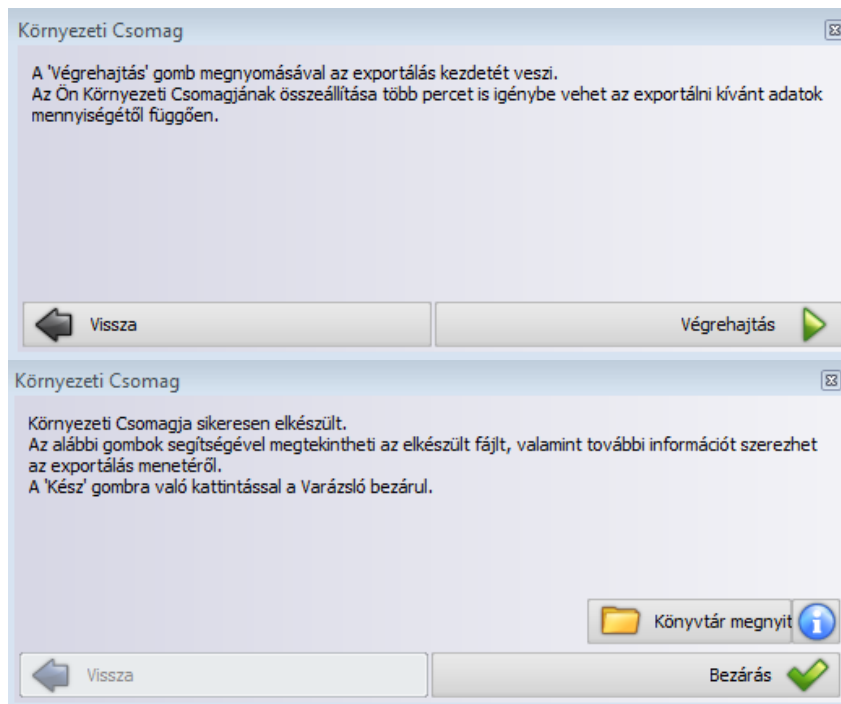 Környezeti Csomag
A 'Végrehajtás' gomb megnyomásával az exportálás kezdetét veszi.
Az Ön Környezeti Csomagjának összeállítása több percet is igénybe vehet az exportálni kívánt adatok
mennyiségétől függően.
Vissza
Végrehajtás
Környezeti Csomag
Környezeti Csomagja sikeresen elkészült.
Az alábbi gombok segítségével megtekintheti az elkészült fájlt, valamint további információt szerezhet
az exportálás menetéről.
A 'Kész' gombra való kattintással a Varázsló bezárul.
Könyvtár megnyit
Vissza
Bezárás